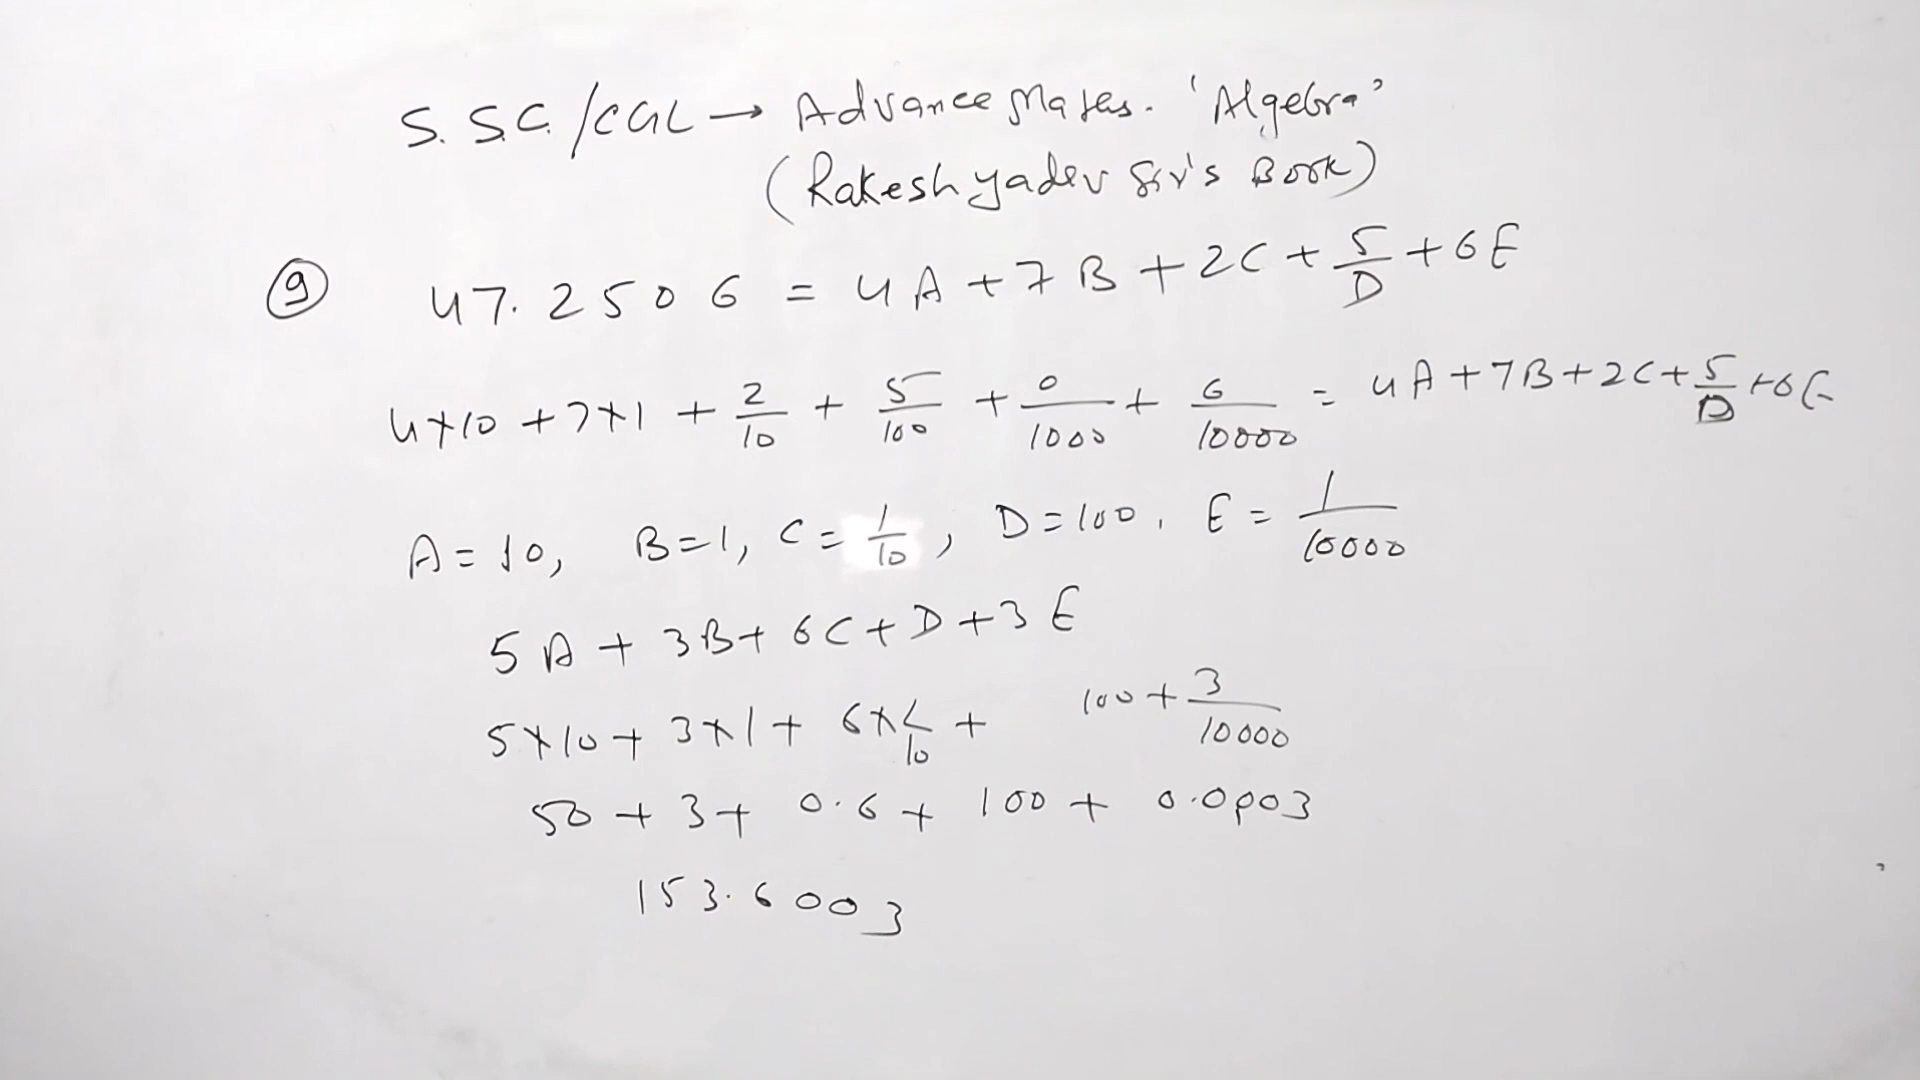 S. S.C. /CGL → Advance Maths. 'Algebra'
(Rakesh yadev Sir's Book)
⑨ 47.2506 = 4A + 7B + 2C + 5/D + 6E
4×10 + 7×1 + 2/10 + 5/100 + 0/1000 + 6/10000 = 4A + 7B + 2C + 5/D + 6E
A = 10, B = 1, C = 1/10, D = 100, E = 1/10000
5A + 3B + 6C + D + 3E
5×10 + 3×1 + 6×1/10 + 100 + 3/10000
50 + 3 + 0.6 + 100 + 0.0003
153.6003